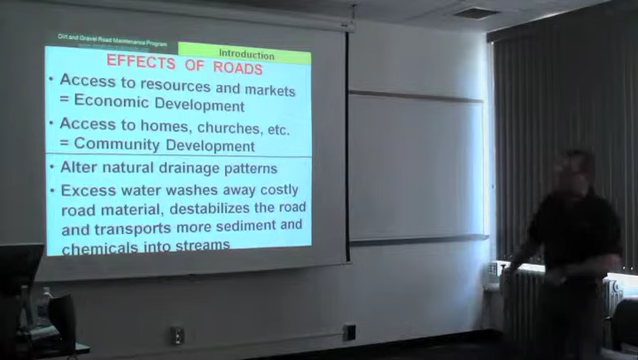 Dirt and Gravel Road Maintenance Program
Introduction
EFFECTS OF ROADS
• Access to resources and markets
= Economic Development
• Access to homes, churches, etc.
= Community Development
• Alter natural drainage patterns
• Excess water washes away costly
road material, destabilizes the road
and transports more sediment and
chemicals into streams